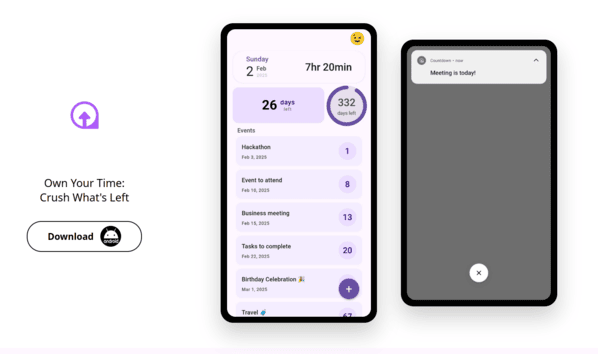 Own Your Time:
Crush What's Left
Download
android
Sunday
2 Feb
2025
7hr 20min
26 days
left
332
days left
Events
Hackathon
Feb 3, 2025
1
Event to attend
Feb 10, 2025
8
Business meeting
Feb 15, 2025
13
Tasks to complete
Feb 22, 2025
20
Birthday Celebration 🎉
Mar 1, 2025
+
Travel 🧳
Countdown • now
Meeting is today!